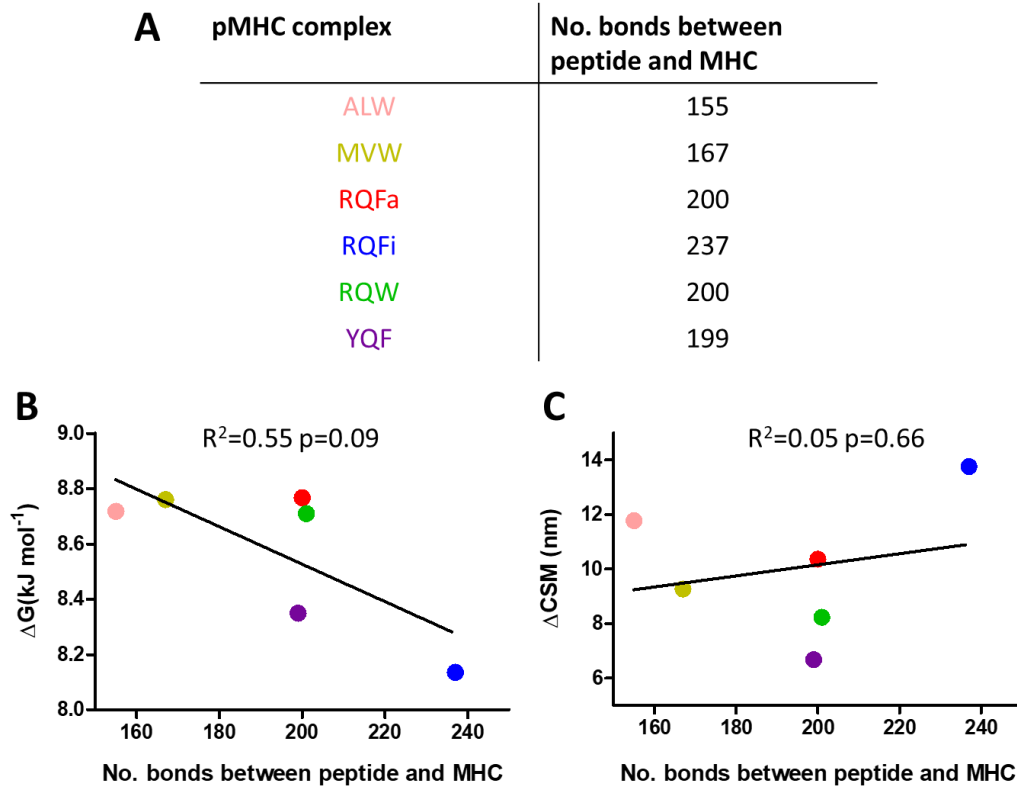 A
pMHC complex
No. bonds between
peptide and MHC
ALW 155
MVW 167
RQFa 200
RQFi 237
RQW 200
YQF 199
B
R²=0.55 p=0.09
9.0
8.8
8.6
8.4
8.2
8.0
ΔG(kJ mol⁻¹)
160 180 200 220 240
No. bonds between peptide and MHC
C
R²=0.05 p=0.66
14
12
10
8
6
ΔCSM (nm)
160 180 200 220 240
No. bonds between peptide and MHC